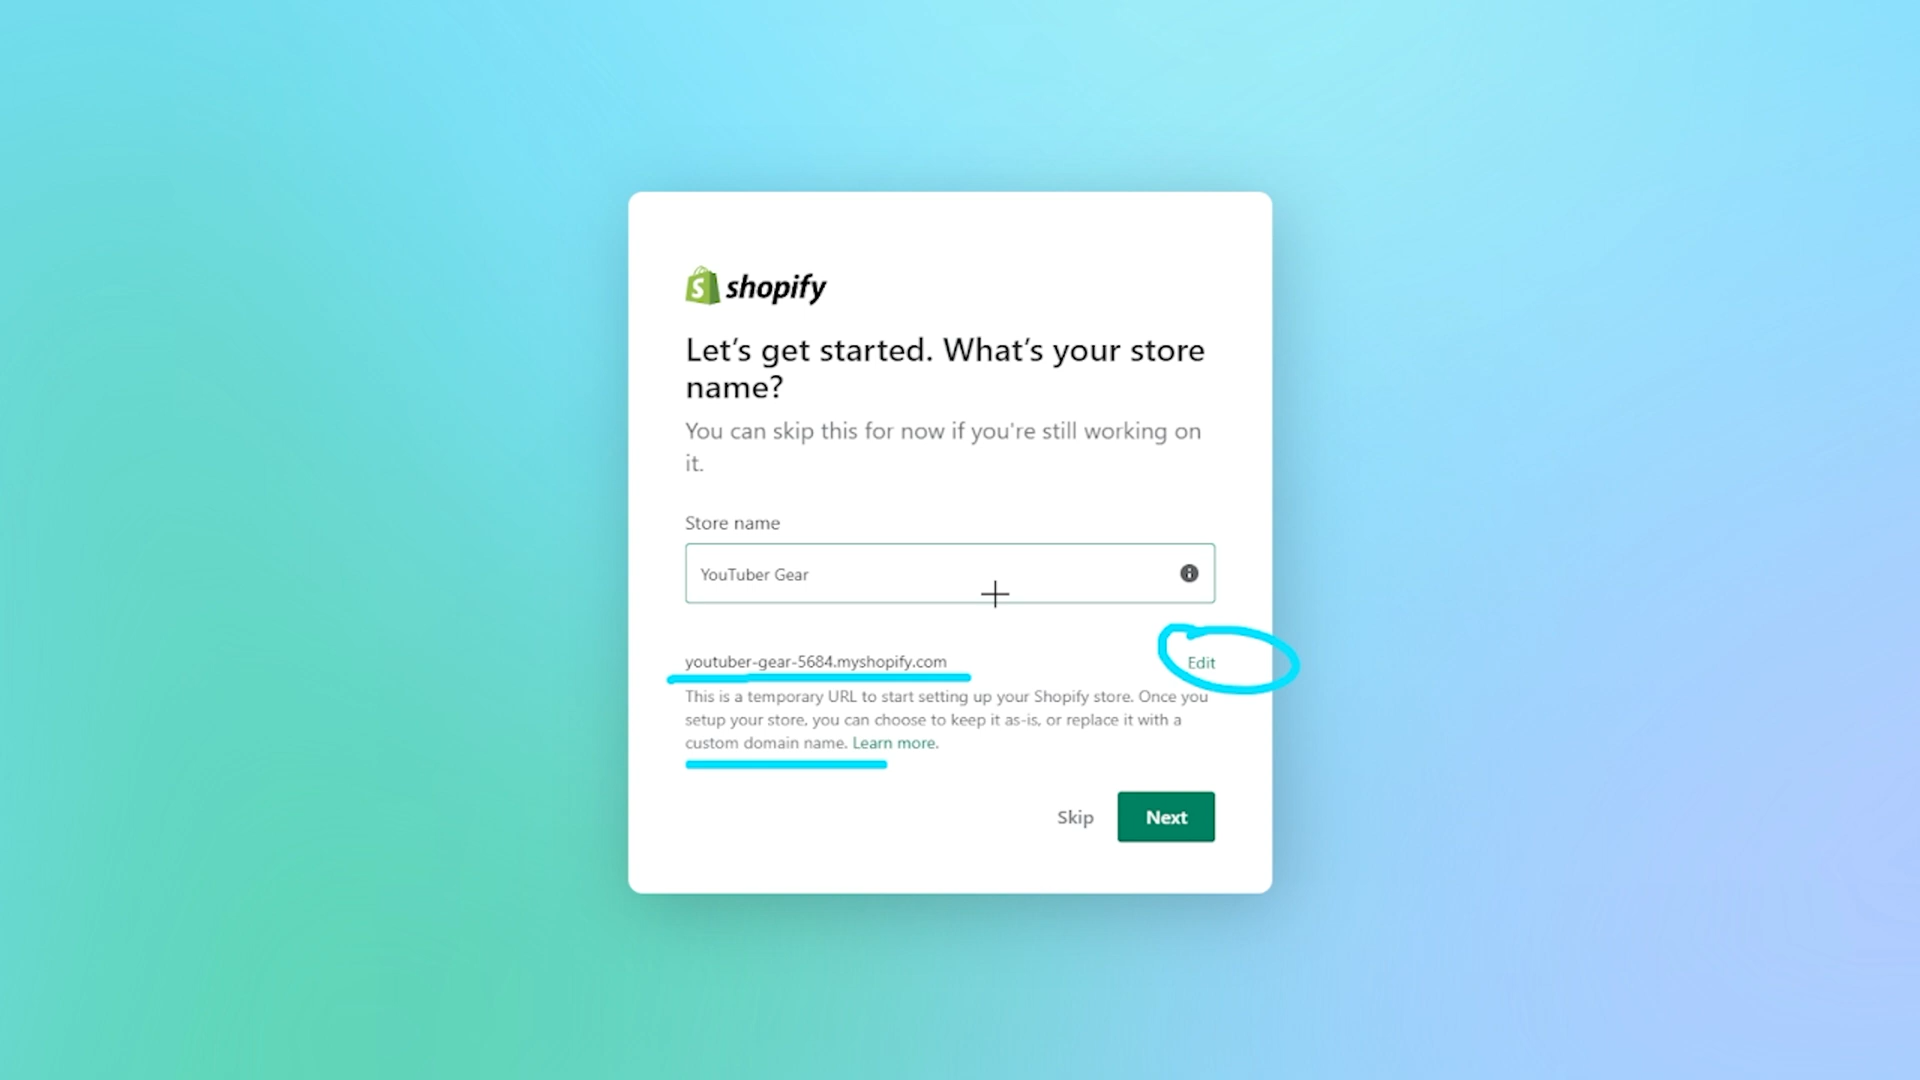 shopify
Let's get started. What's your store
name?
You can skip this for now if you're still working on
it.
Store name
YouTuber Gear
youtuber-gear-5684.myshopify.com
Edit
This is a temporary URL to start setting up your Shopify store. Once you
setup your store, you can choose to keep it as-is, or replace it with a
custom domain name. Learn more.
Skip
Next